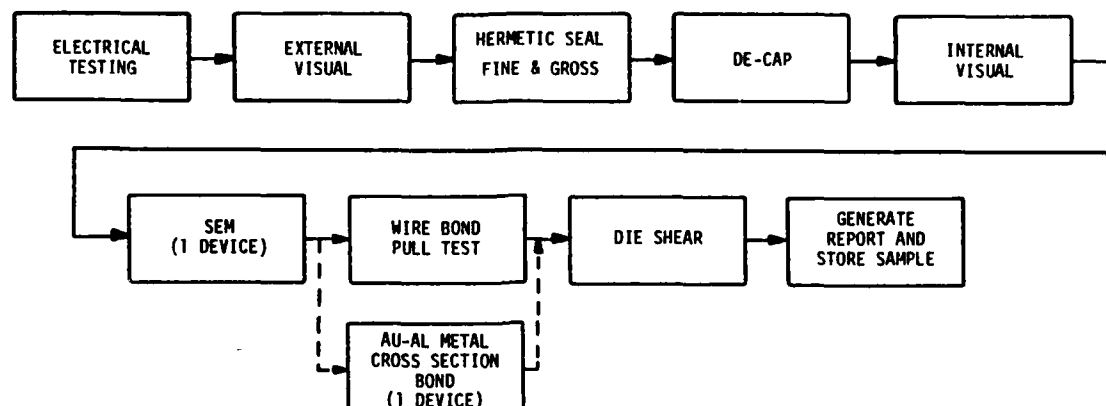 ELECTRICAL
TESTING
EXTERNAL
VISUAL
HERMETIC SEAL
FINE & GROSS
DE-CAP
INTERNAL
VISUAL
SEM
(1 DEVICE)
WIRE BOND
PULL TEST
DIE SHEAR
GENERATE
REPORT AND
STORE SAMPLE
AU-AL METAL
CROSS SECTION
BOND
(1 DEVICE)